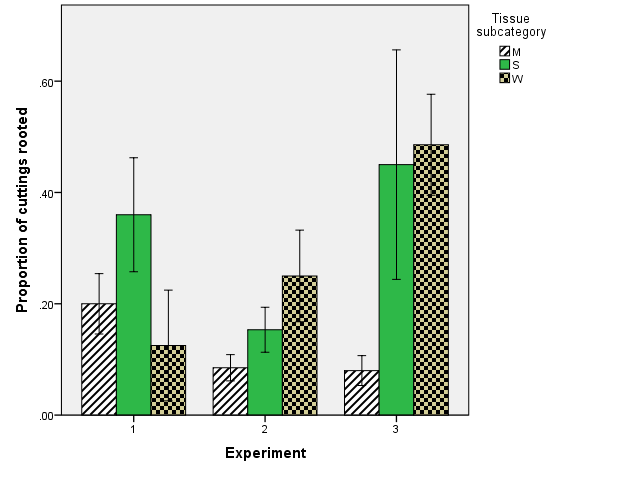 Tissue
subcategory
M
S
W
Proportion of cuttings rooted
.60
.40
.20
.00
1
2
3
Experiment